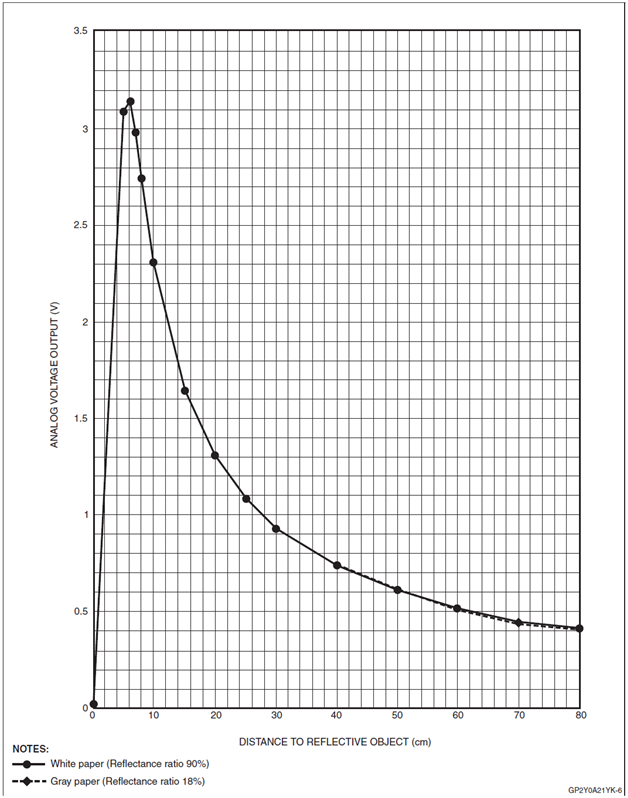 3.5
3
2.5
2
1.5
1
0.5
0
ANALOG VOLTAGE OUTPUT (V)
0 10 20 30 40 50 60 70 80
DISTANCE TO REFLECTIVE OBJECT (cm)
NOTES:
White paper (Reflectance ratio 90%)
Gray paper (Reflectance ratio 18%)
GP2Y0A21YK-6